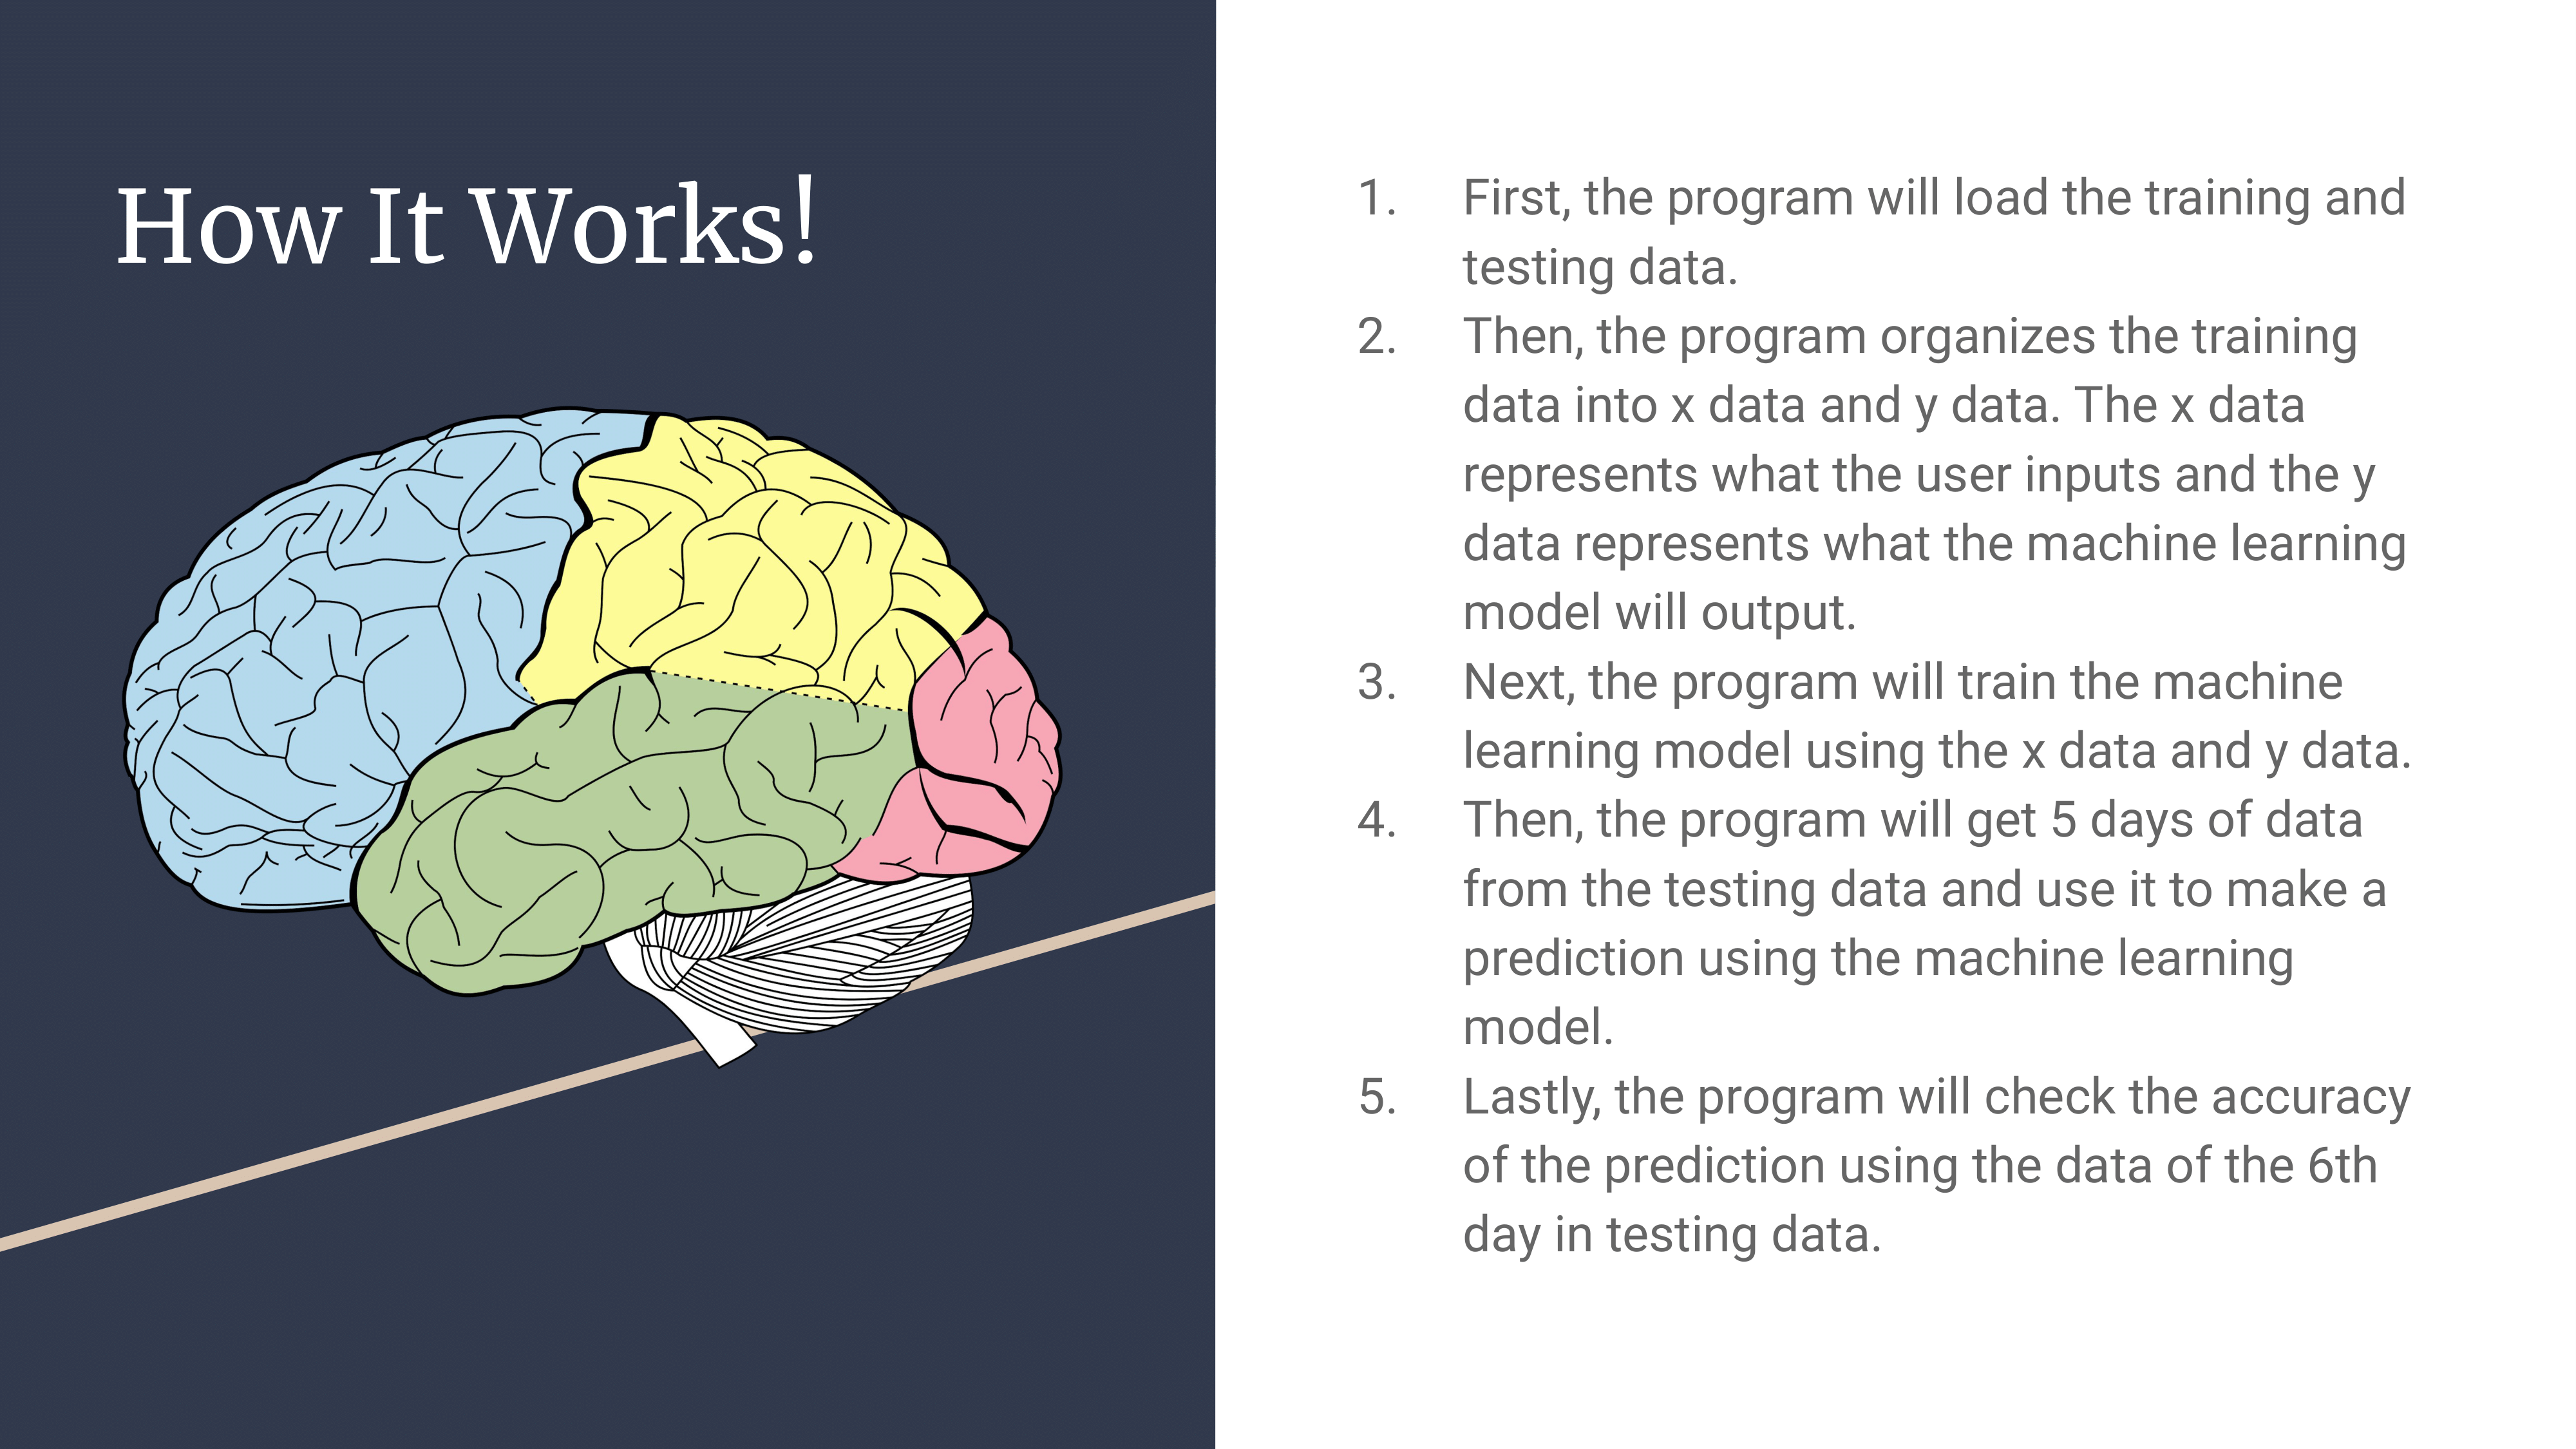 How It Works!
1. First, the program will load the training and
testing data.
2. Then, the program organizes the training
data into x data and y data. The x data
represents what the user inputs and the y
data represents what the machine learning
model will output.
3. Next, the program will train the machine
learning model using the x data and y data.
4. Then, the program will get 5 days of data
from the testing data and use it to make a
prediction using the machine learning
model.
5. Lastly, the program will check the accuracy
of the prediction using the data of the 6th
day in testing data.